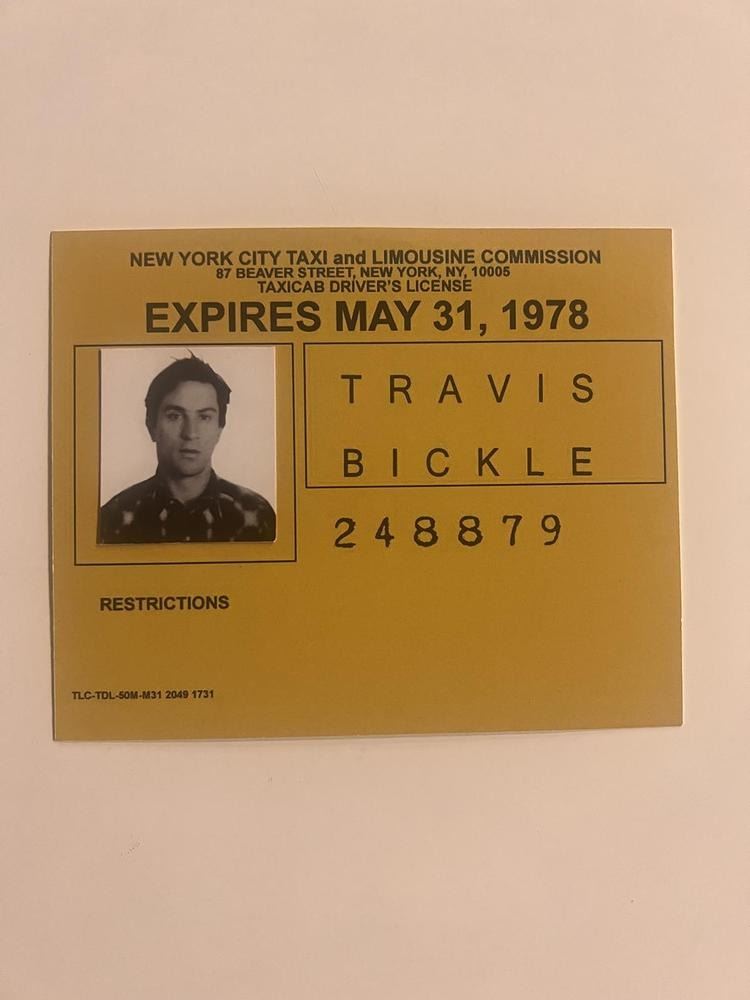 NEW YORK CITY TAXI and LIMOUSINE COMMISSION
87 BEAVER STREET, NEW YORK, NY, 10005
TAXICAB DRIVER'S LICENSE
EXPIRES MAY 31, 1978
TRAVIS
BICKLE
248879
RESTRICTIONS
TLC-TDL-50M-M31 2049 1731